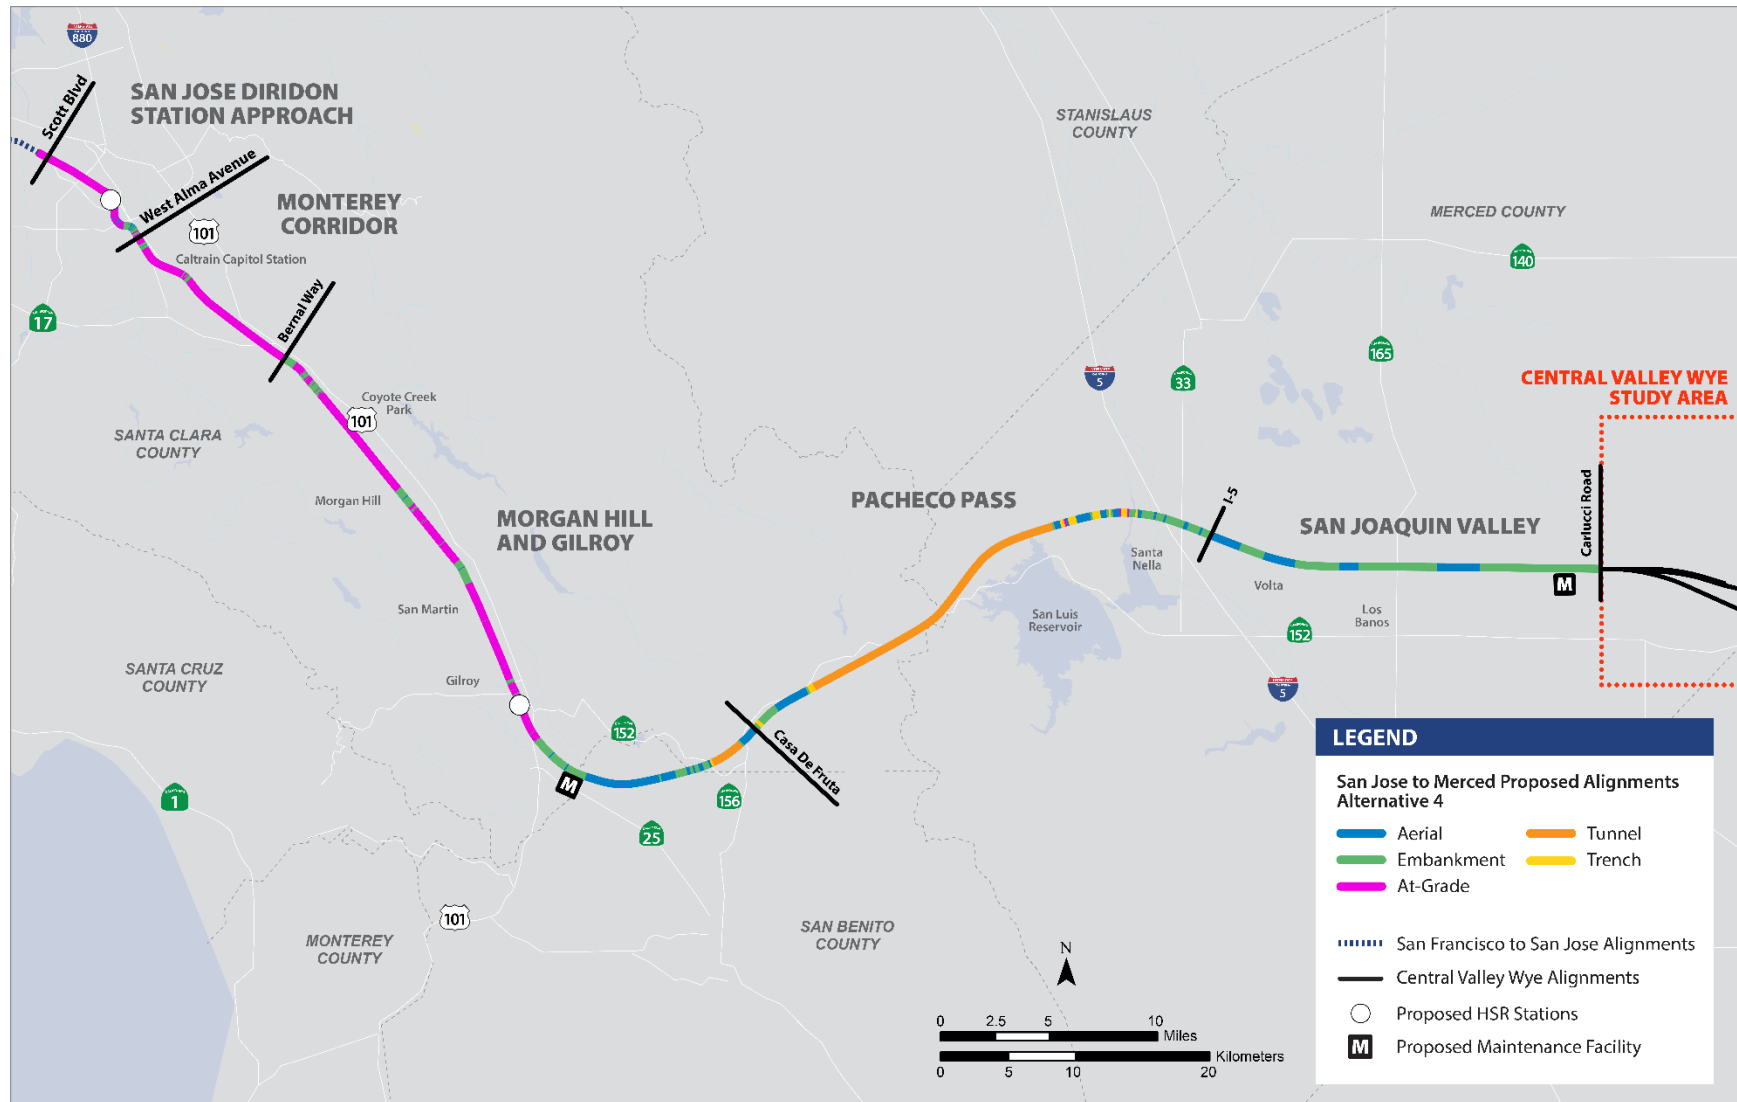 INTERSTATE
880
SAN JOSE DIRIDON
STATION APPROACH
Scott Blvd
West Alma Avenue
MONTEREY
CORRIDOR
101
Caltrain Capitol Station
Bernal Way
CALIFORNIA
17
Coyote Creek
Park
101
SANTA CLARA
COUNTY
Morgan Hill
MORGAN HILL
AND GILROY
San Martin
SANTA CRUZ
COUNTY
Gilroy
152
Casa De Fruta
156
25
1
101
MONTEREY
COUNTY
SAN BENITO
COUNTY
STANISLAUS
COUNTY
MERCED COUNTY
140
165
5
33
CENTRAL VALLEY WYE
STUDY AREA
PACHECO PASS
I-5
SAN JOAQUIN VALLEY
Carlucci Road
Santa
Nella
Volta
M
San Luis
Reservoir
Los
Banos
152
5
M
N
0 2.5 5 10
Miles
Kilometers
0 5 10 20
LEGEND
San Jose to Merced Proposed Alignments
Alternative 4
Aerial
Tunnel
Embankment
Trench
At-Grade
San Francisco to San Jose Alignments
Central Valley Wye Alignments
Proposed HSR Stations
M Proposed Maintenance Facility